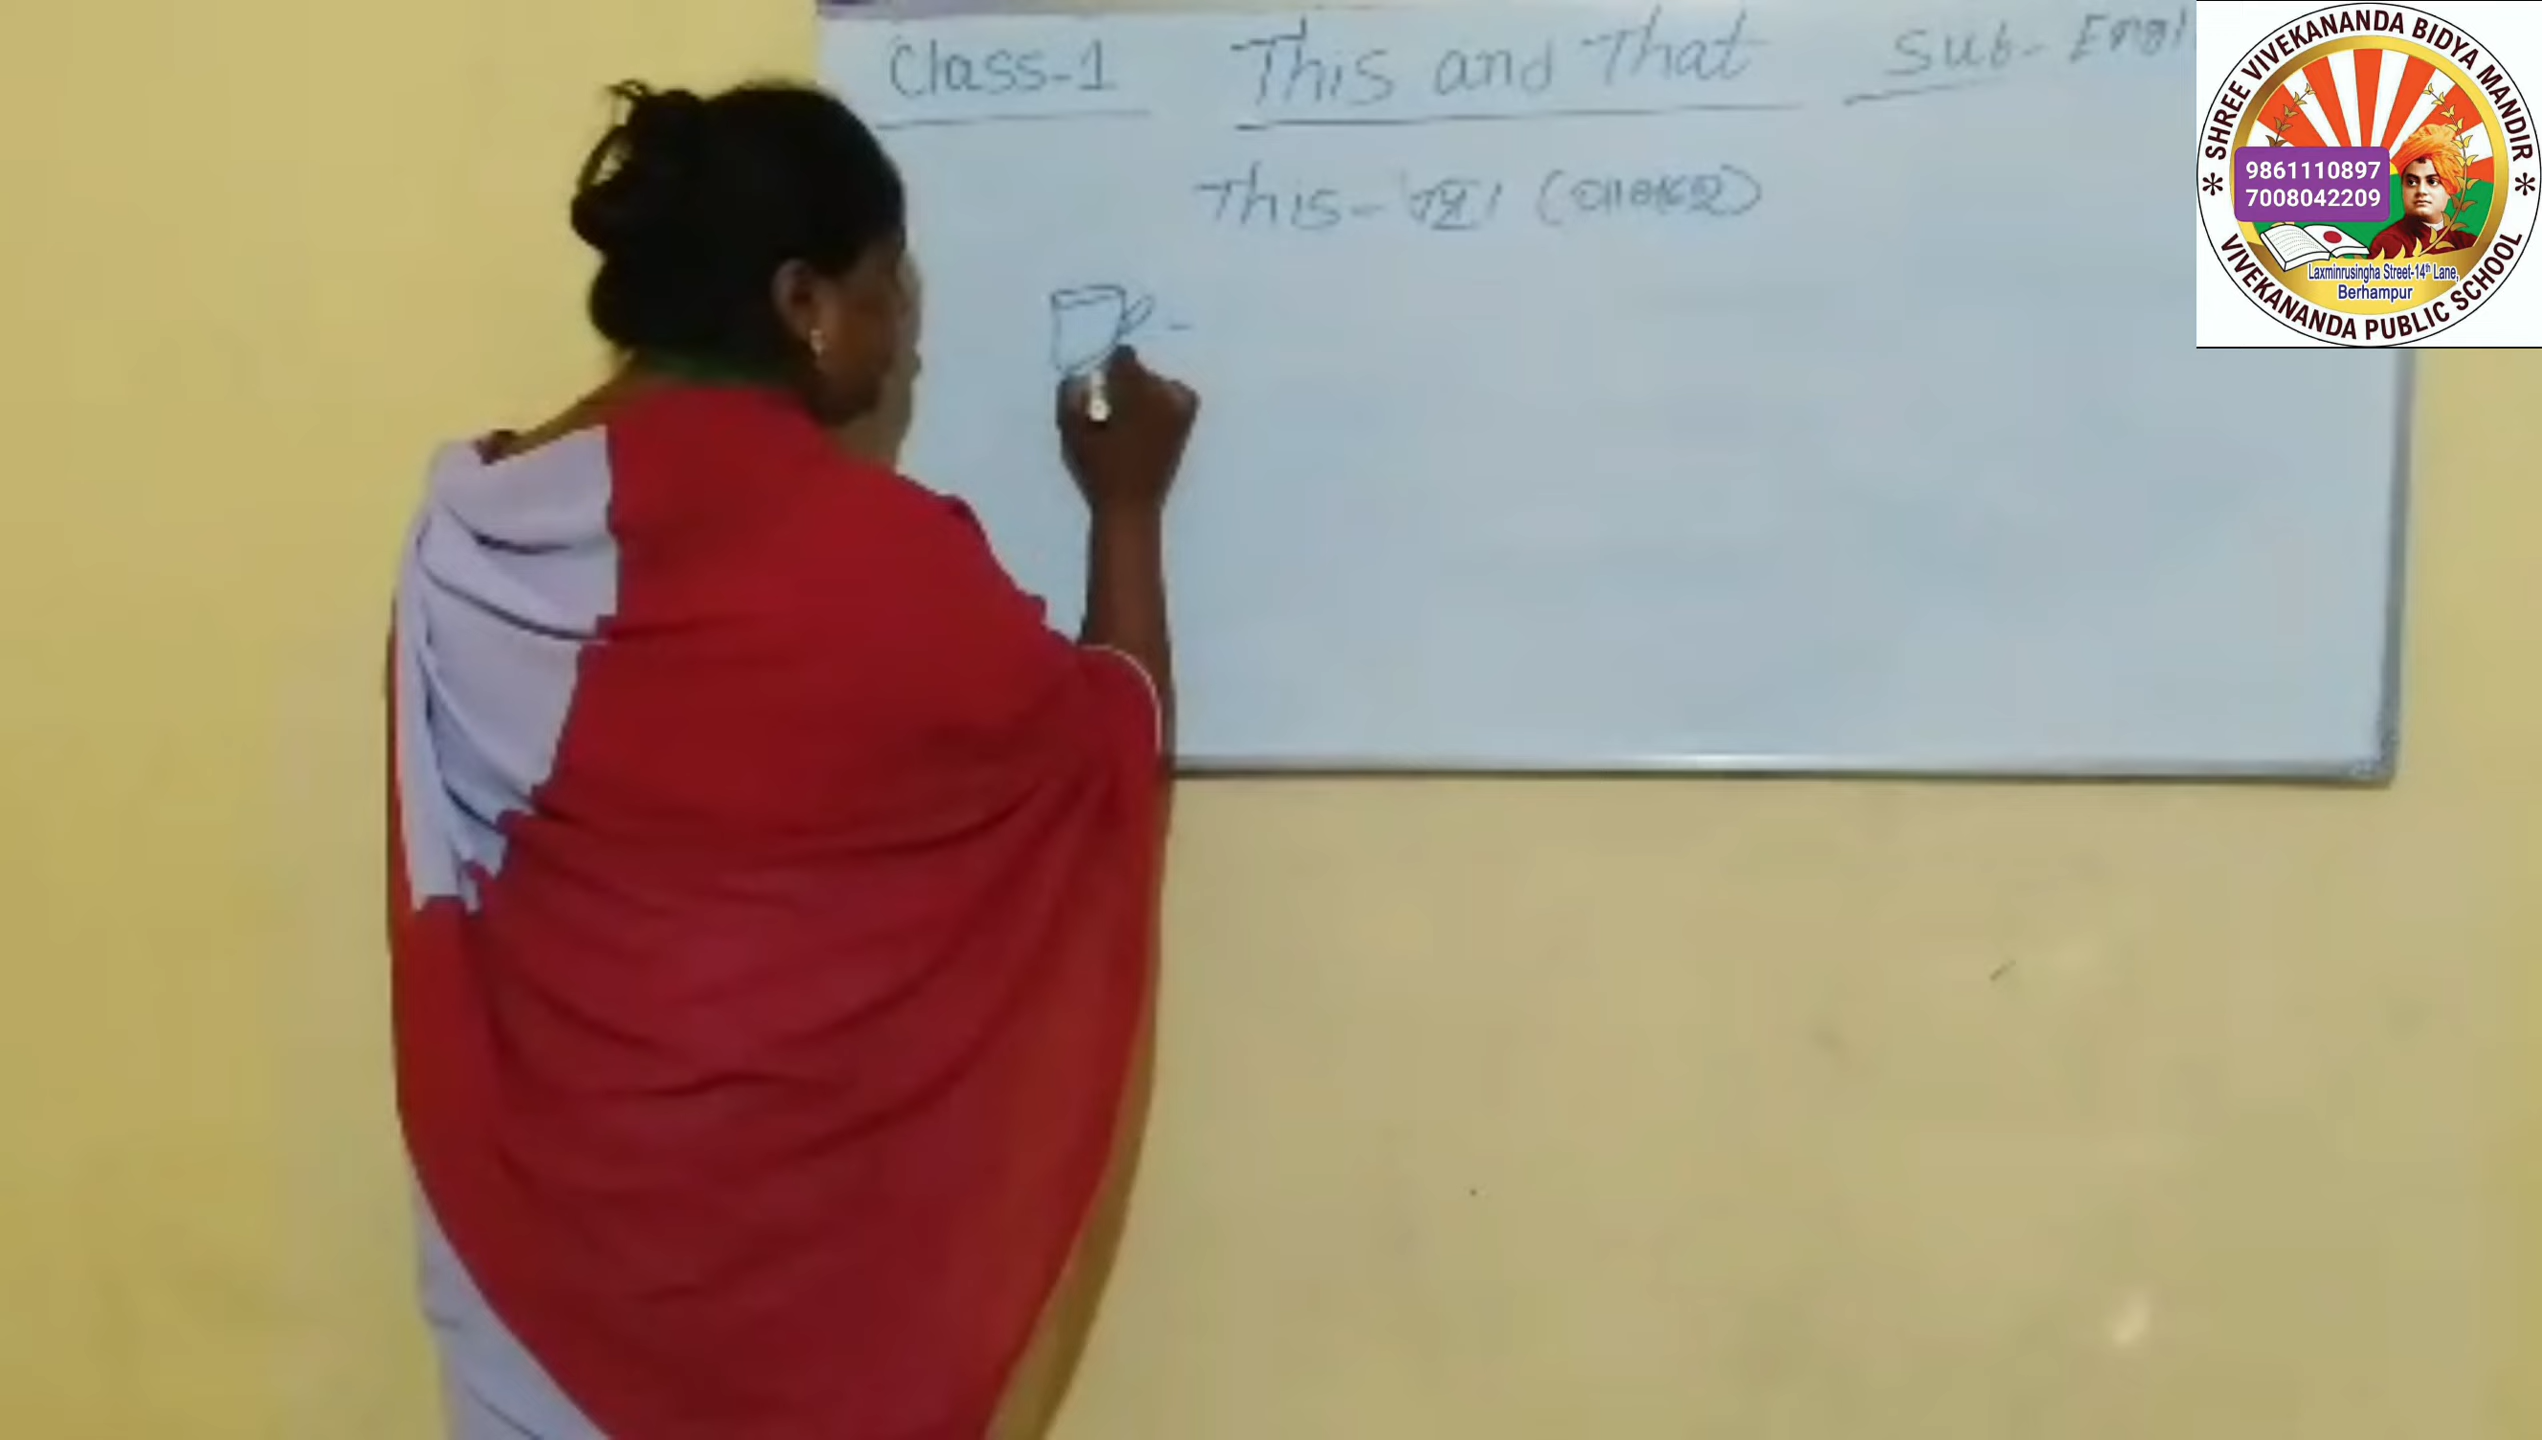 Class-1 This and That Sub- Engl
This- ଏହା (ପାଖରେ)
SHREE VIVEKANANDA BIDYA MANDIR
9861110897
7008042209
Laxminrusingha Street-14th Lane,
Berhampur
VIVEKANANDA PUBLIC SCHOOL